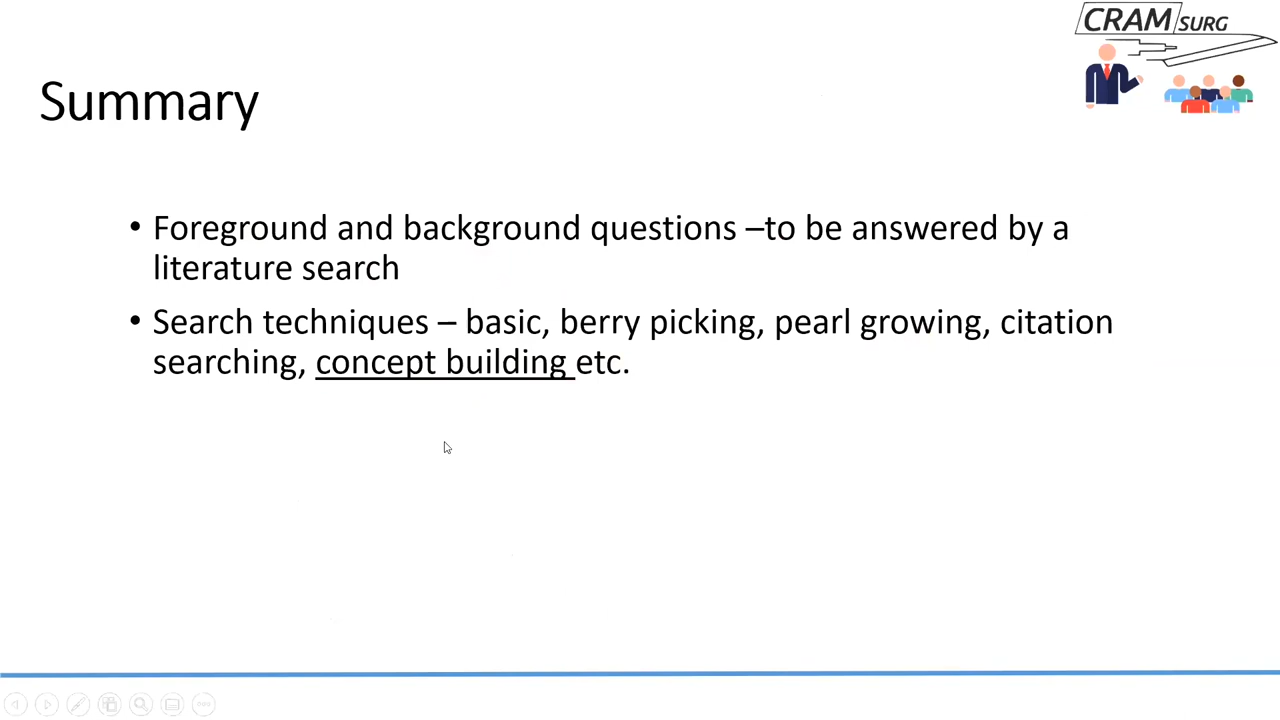 CRAM SURG
Summary
• Foreground and background questions –to be answered by a
literature search
• Search techniques – basic, berry picking, pearl growing, citation
searching, concept building etc.